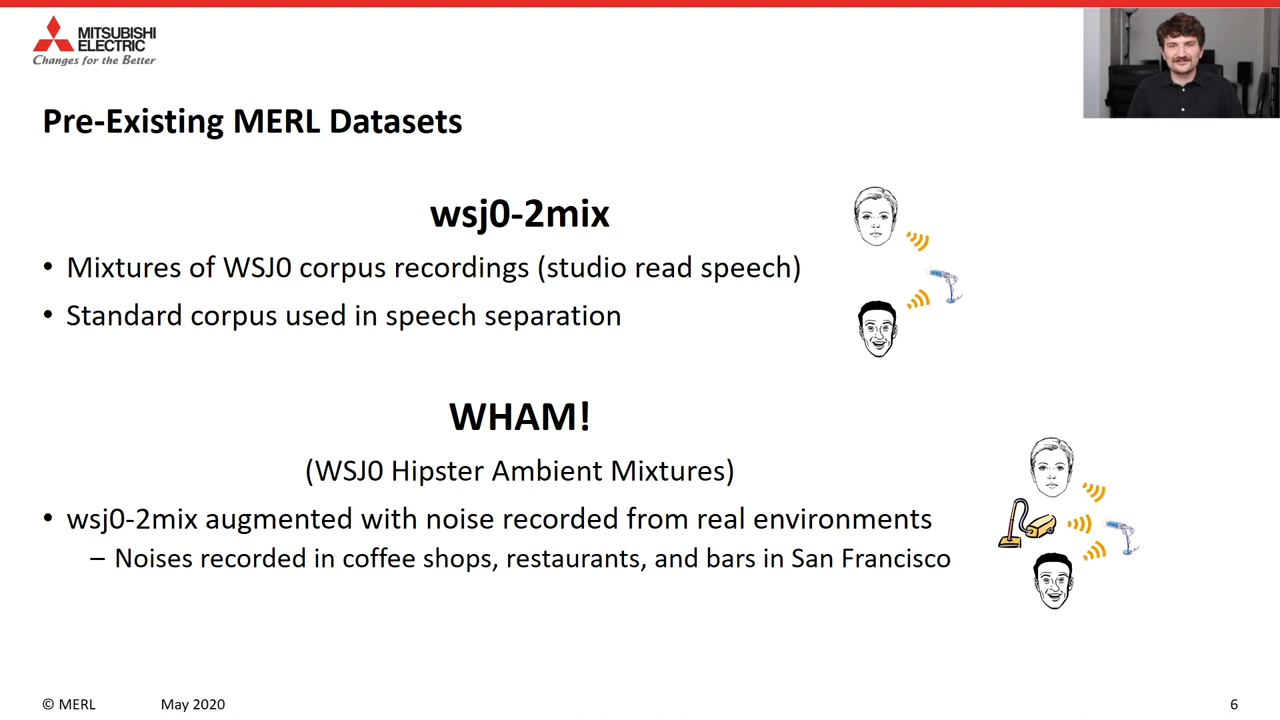 MITSUBISHI
ELECTRIC
Changes for the Better
Pre-Existing MERL Datasets
wsj0-2mix
• Mixtures of WSJ0 corpus recordings (studio read speech)
• Standard corpus used in speech separation
WHAM!
(WSJ0 Hipster Ambient Mixtures)
• wsj0-2mix augmented with noise recorded from real environments
– Noises recorded in coffee shops, restaurants, and bars in San Francisco
© MERL May 2020 6